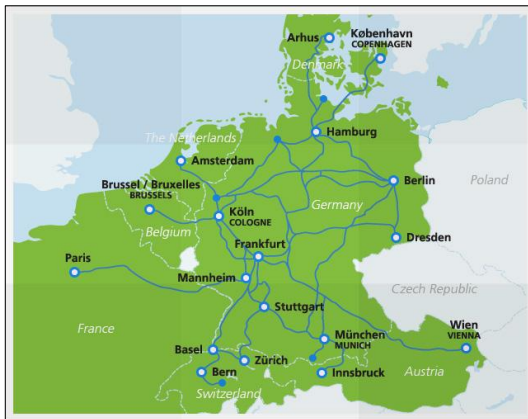 Arhus
København
COPENHAGEN
Denmark
Hamburg
The Netherlands
Amsterdam
Poland
Berlin
Brussel / Bruxelles
BRUSSELS
Germany
Köln
COLOGNE
Belgium
Dresden
Frankfurt
Paris
Mannheim
Czech Republic
Stuttgart
France
Wien
VIENNA
München
MUNICH
Basel
Zürich
Bern
Innsbruck
Austria
Switzerland